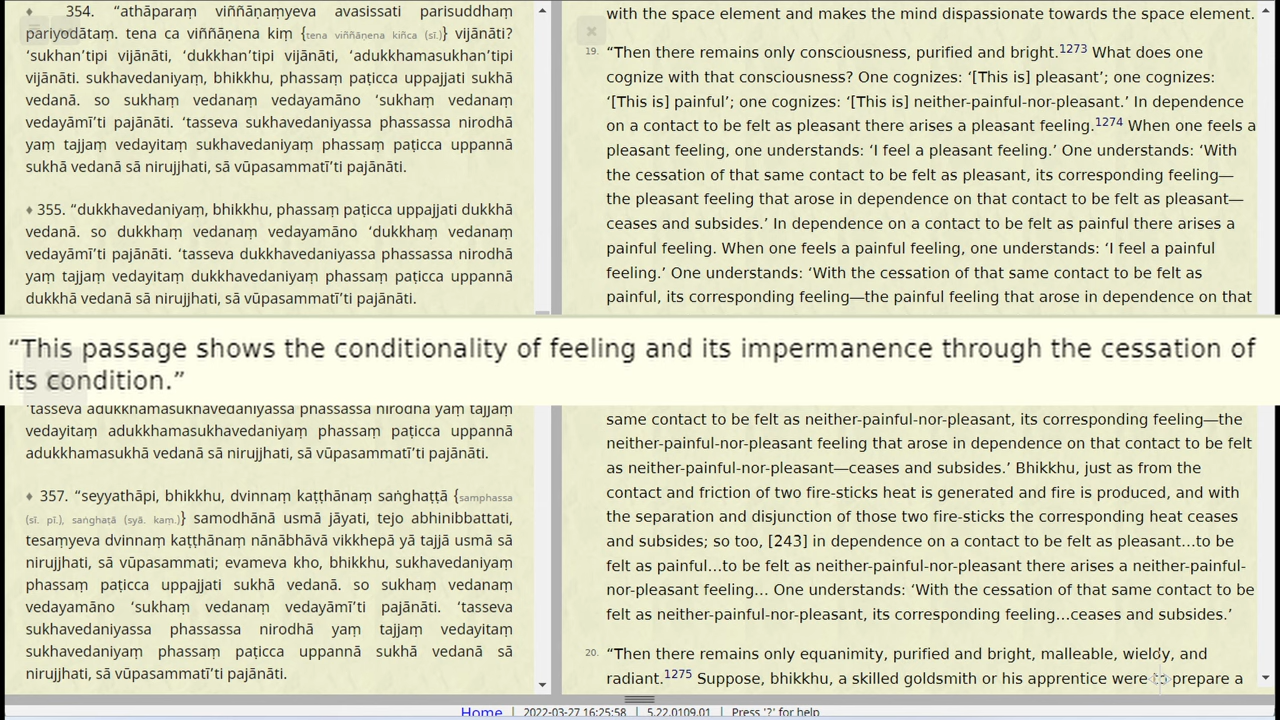 ♦ 354. “athāparaṃ viññāṇaṃyeva avasissati parisuddhaṃ
pariyodātaṃ. tena ca viññāṇena kiṃ {tena viññāṇena kiñca (sī.)} vijānāti?
‘sukhan’tipi vijānāti, ‘dukkhan’tipi vijānāti, ‘adukkhamasukhan’tipi
vijānāti. sukhavedaniyaṃ, bhikkhu, phassaṃ paṭicca uppajjati sukhā
vedanā. so sukhaṃ vedanaṃ vedayamāno ‘sukhaṃ vedanaṃ
vedayāmī’ti pajānāti. ‘tasseva sukhavedaniyassa phassassa nirodhā
yaṃ tajjaṃ vedayitaṃ sukhavedaniyaṃ phassaṃ paṭicca uppannā
sukhā vedanā sā nirujjhati, sā vūpasammatī’ti pajānāti.
♦ 355. “dukkhavedaniyaṃ, bhikkhu, phassaṃ paṭicca uppajjati dukkhā
vedanā. so dukkhaṃ vedanaṃ vedayamāno ‘dukkhaṃ vedanaṃ
vedayāmī’ti pajānāti. ‘tasseva dukkhavedaniyassa phassassa nirodhā
yaṃ tajjaṃ vedayitaṃ dukkhavedaniyaṃ phassaṃ paṭicca uppannā
dukkhā vedanā sā nirujjhati, sā vūpasammatī’ti pajānāti.
with the space element and makes the mind dispassionate towards the space element.
19. “Then there remains only consciousness, purified and bright.1273 What does one
cognize with that consciousness? One cognizes: ‘[This is] pleasant’; one cognizes:
‘[This is] painful’; one cognizes: ‘[This is] neither-painful-nor-pleasant.’ In dependence
on a contact to be felt as pleasant there arises a pleasant feeling.1274 When one feels a
pleasant feeling, one understands: ‘I feel a pleasant feeling.’ One understands: ‘With
the cessation of that same contact to be felt as pleasant, its corresponding feeling—
the pleasant feeling that arose in dependence on that contact to be felt as pleasant—
ceases and subsides.’ In dependence on a contact to be felt as painful there arises a
painful feeling. When one feels a painful feeling, one understands: ‘I feel a painful
feeling.’ One understands: ‘With the cessation of that same contact to be felt as
painful, its corresponding feeling—the painful feeling that arose in dependence on that
“This passage shows the conditionality of feeling and its impermanence through the cessation of
its condition.”
‘tasseva adukkhamasukhavedaniyassa phassassa nirodhā yaṃ tajjaṃ
vedayitaṃ adukkhamasukhavedaniyaṃ phassaṃ paṭicca uppannā
adukkhamasukhā vedanā sā nirujjhati, sā vūpasammatī’ti pajānāti.
♦ 357. “seyyathāpi, bhikkhu, dvinnaṃ kaṭṭhānaṃ saṅghaṭṭā {samphassa
(sī. pī.), saṅghaṭā (syā. kaṃ.)} samodhānā usmā jāyati, tejo abhinibbattati,
tesaṃyeva dvinnaṃ kaṭṭhānaṃ nānābhāvā vikkhepā yā tajjā usmā sā
nirujjhati, sā vūpasammati; evameva kho, bhikkhu, sukhavedaniyaṃ
phassaṃ paṭicca uppajjati sukhā vedanā. so sukhaṃ vedanaṃ
vedayamāno ‘sukhaṃ vedanaṃ vedayāmī’ti pajānāti. ‘tasseva
sukhavedaniyassa phassassa nirodhā yaṃ tajjaṃ vedayitaṃ
sukhavedaniyaṃ phassaṃ paṭicca uppannā sukhā vedanā sā
nirujjhati, sā vūpasammatī’ti pajānāti.
same contact to be felt as neither-painful-nor-pleasant, its corresponding feeling—the
neither-painful-nor-pleasant feeling that arose in dependence on that contact to be felt
as neither-painful-nor-pleasant—ceases and subsides.’ Bhikkhu, just as from the
contact and friction of two fire-sticks heat is generated and fire is produced, and with
the separation and disjunction of those two fire-sticks the corresponding heat ceases
and subsides; so too, [243] in dependence on a contact to be felt as pleasant…to be
felt as painful…to be felt as neither-painful-nor-pleasant there arises a neither-painful-
nor-pleasant feeling… One understands: ‘With the cessation of that same contact to be
felt as neither-painful-nor-pleasant, its corresponding feeling…ceases and subsides.’
20. “Then there remains only equanimity, purified and bright, malleable, wieldy, and
radiant.1275 Suppose, bhikkhu, a skilled goldsmith or his apprentice were to prepare a
Home | 2022-03-27 16:25:58 | 5.22.0109.01 | Press '?' for help